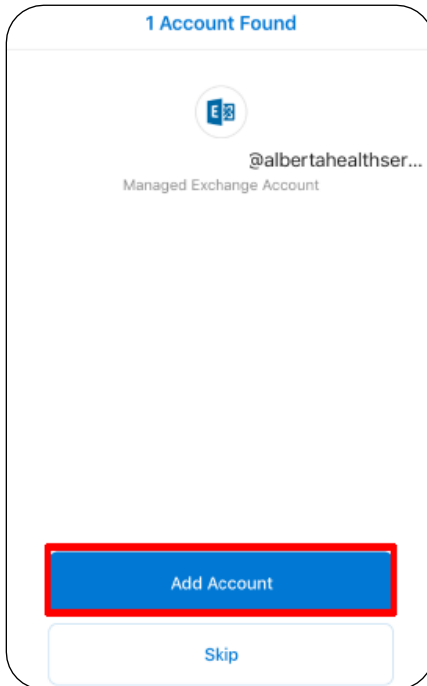 1 Account Found
@albertahealthser...
Managed Exchange Account
Add Account
Skip